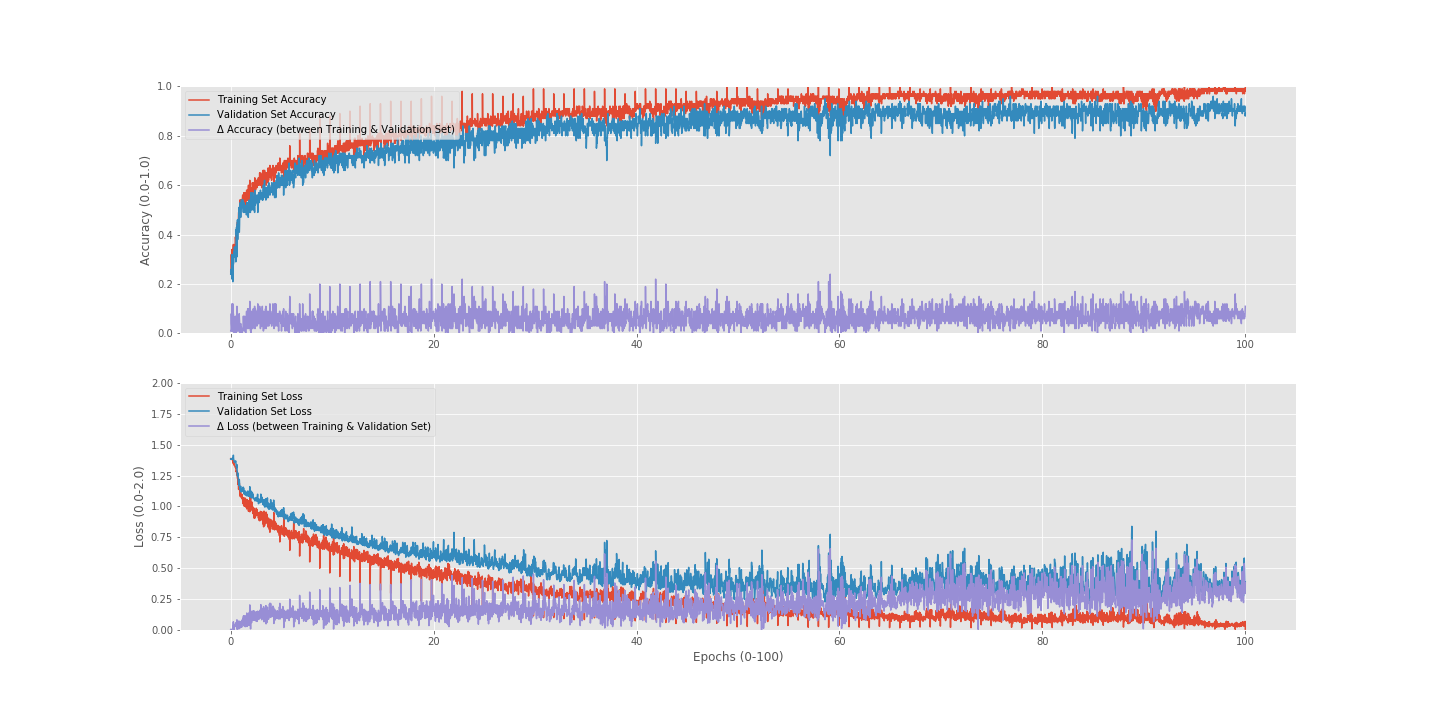 1.0
0.8
0.6
0.4
0.2
0.0
Accuracy (0.0-1.0)
Training Set Accuracy
Validation Set Accuracy
Δ Accuracy (between Training & Validation Set)
0 20 40 60 80 100
2.00
1.75
1.50
1.25
1.00
0.75
0.50
0.25
0.00
Loss (0.0-2.0)
Training Set Loss
Validation Set Loss
Δ Loss (between Training & Validation Set)
0 20 40 60 80 100
Epochs (0-100)